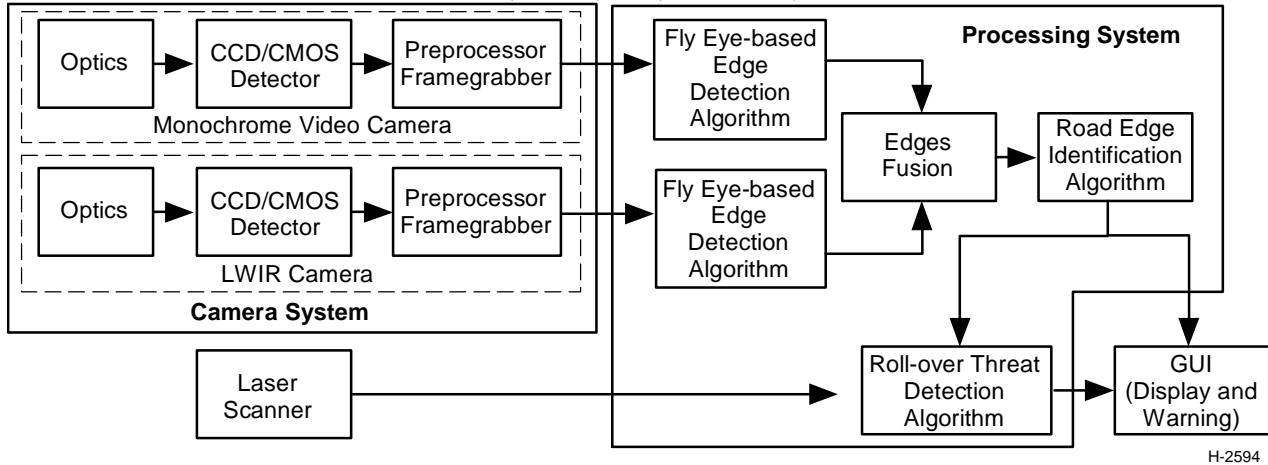 Optics
CCD/CMOS
Detector
Preprocessor
Framegrabber
Monochrome Video Camera
Optics
CCD/CMOS
Detector
Preprocessor
Framegrabber
LWIR Camera
Camera System
Laser
Scanner
Processing System
Fly Eye-based
Edge
Detection
Algorithm
Fly Eye-based
Edge
Detection
Algorithm
Edges
Fusion
Road Edge
Identification
Algorithm
Roll-over Threat
Detection
Algorithm
GUI
(Display and
Warning)
H-2594